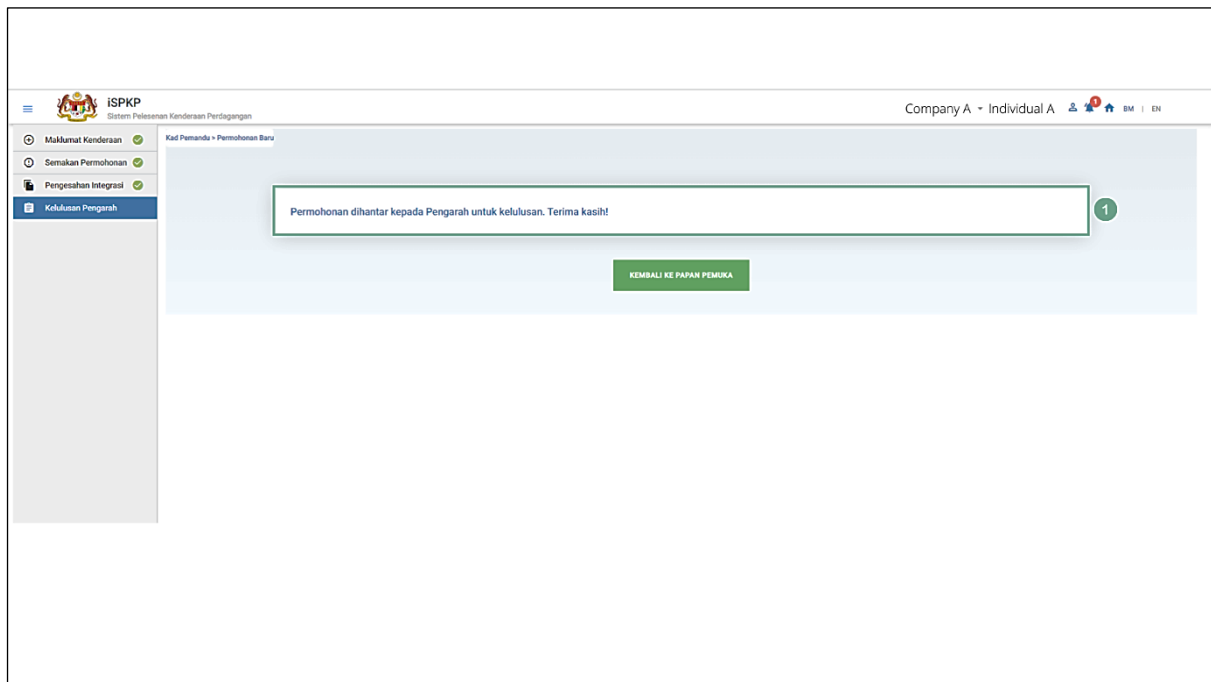 iSPKP
Sistem Pelesenan Kenderaan Perdagangan
Company A - Individual A
1
BM | EN
Maklumat Kenderaan
Semakan Permohonan
Pengesahan Integrasi
Kelulusan Pengarah
Kad Pemandu > Permohonan Baru
Permohonan dihantar kepada Pengarah untuk kelulusan. Terima kasih!
1
KEMBALI KE PAPAN PEMUKA